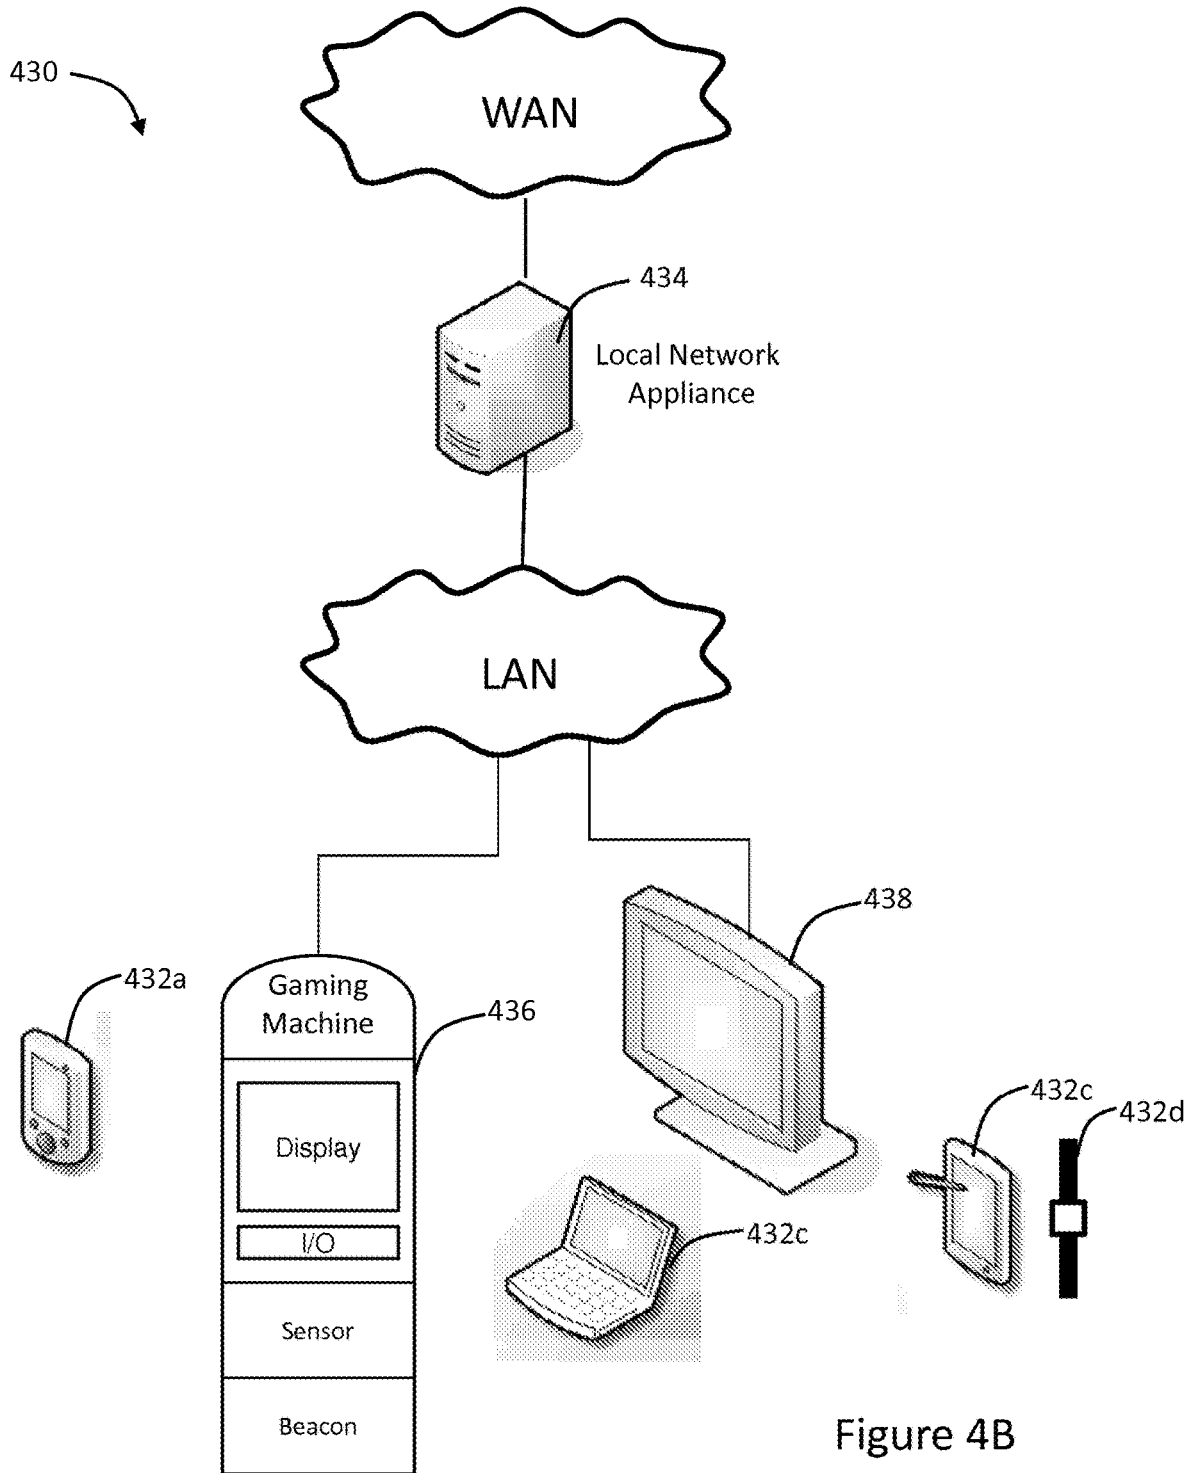 WAN
430
434
Local Network
Appliance
LAN
438
432a
Gaming
Machine
436
432c
432d
Display
432c
I/O
Sensor
Beacon
Figure 4B